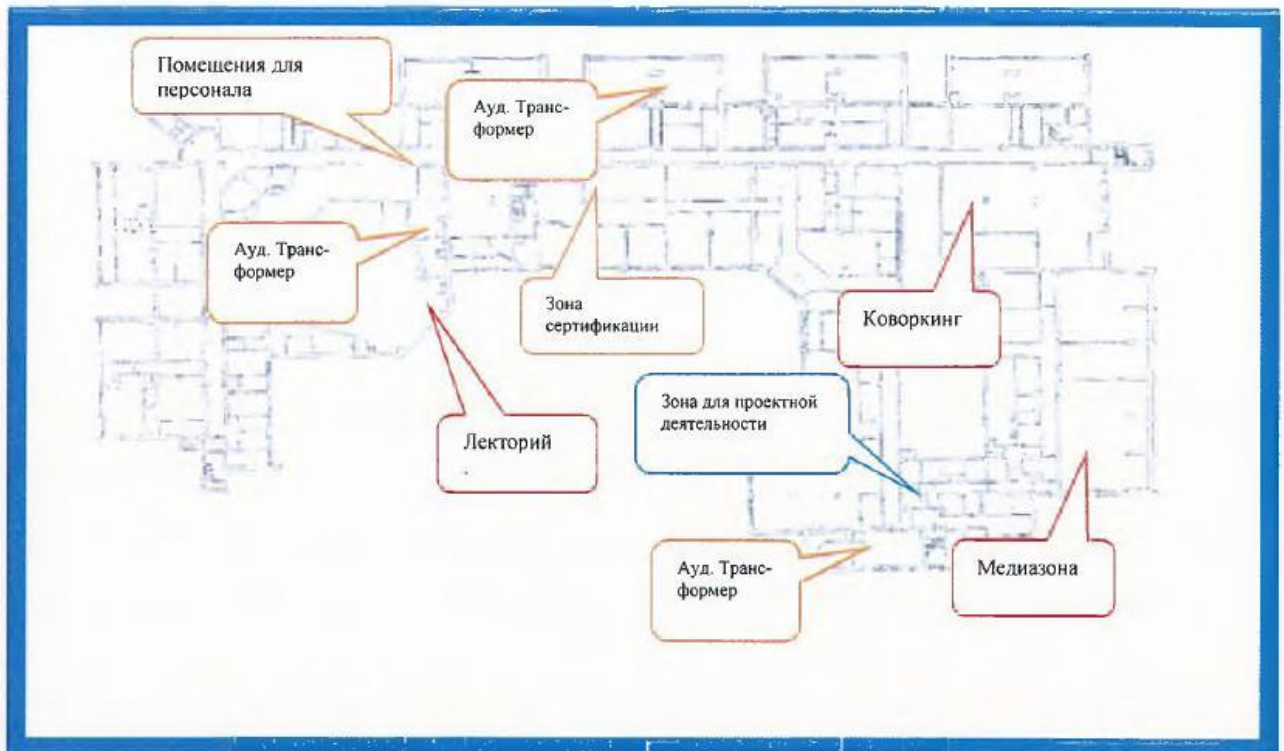 Помещения для
персонала
Ауд. Транс-
формер
Ауд. Транс-
формер
Зона
сертификации
Коворкинг
Зона для проектной
деятельности
Лекторий
Ауд. Транс-
формер
Медиазона